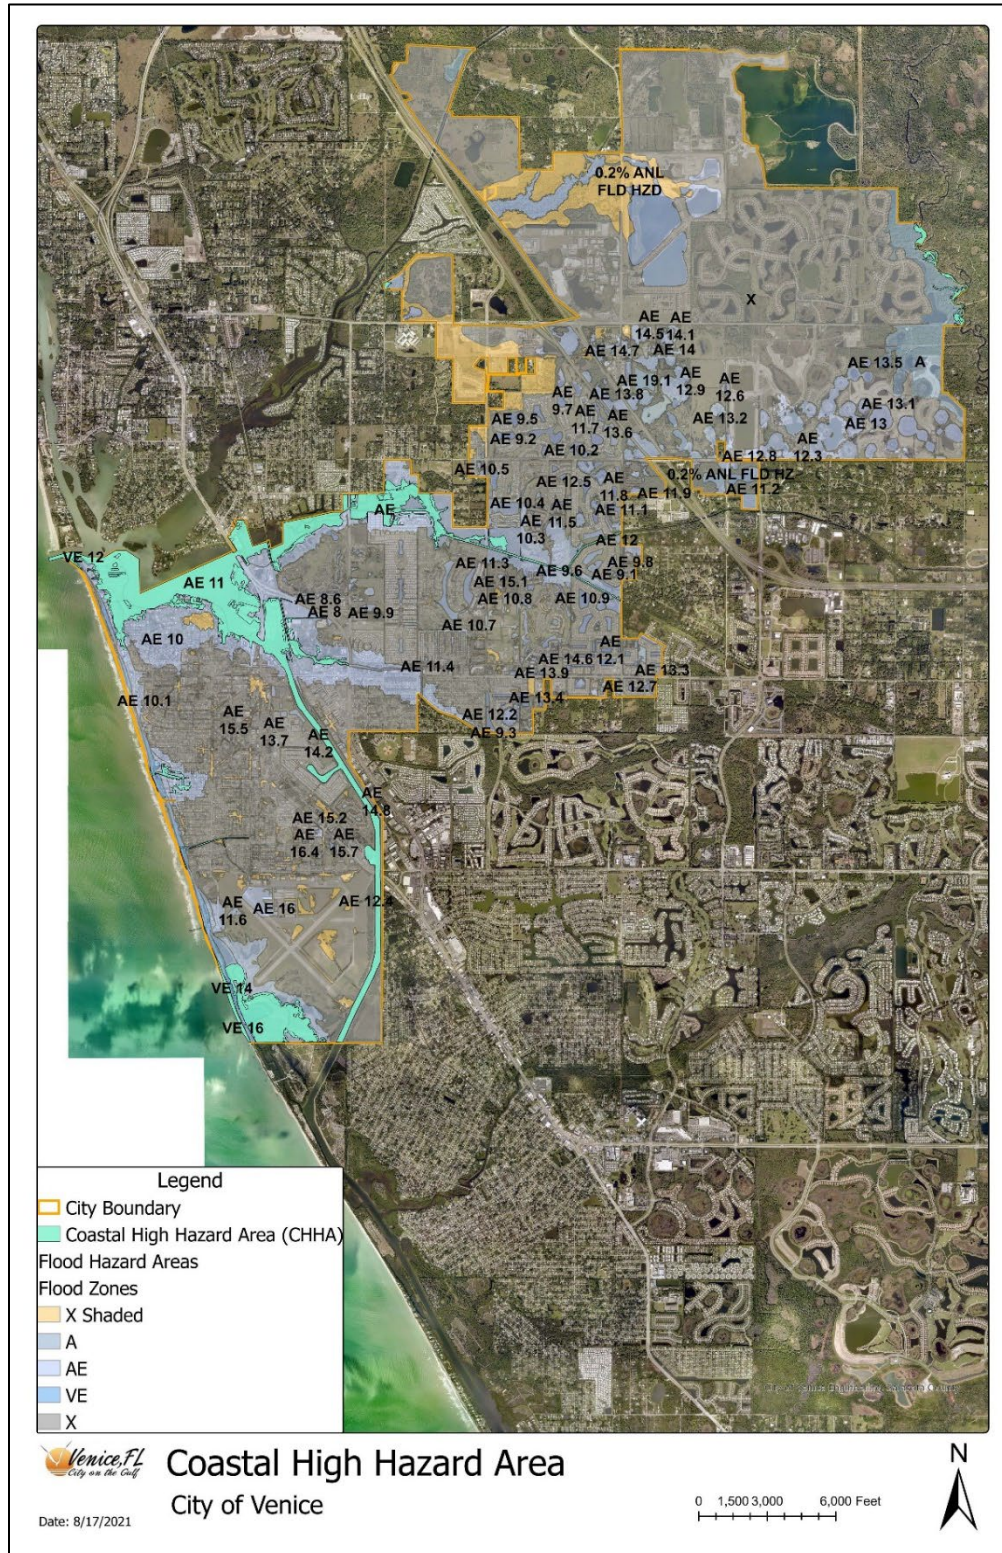 0.2% ANL
FLD HZD
X
AE
14.5
AE
14.1
AE 14.7
AE 14
AE 13.5
A
AE 19.1
AE
12.9
AE
12.6
AE
9.7
AE 13.8
AE 13.1
AE 9.5
AE
11.7
AE
13.6
AE 13.2
AE 13
AE 9.2
AE 10.2
AE
12.3
AE 12.8
AE 10.5
0.2% ANL FLD HZ
AE 12.5
AE
11.8
AE 11.9
AE 11.2
AE
AE 10.4
AE
11.5
AE 11.1
AE
10.3
AE 12
VE 12
AE 11
AE 11.3
AE 9.6
AE 9.8
AE 9.1
AE 15.1
AE 8.6
AE 8
AE 9.9
AE 10.8
AE 10.9
AE 10
AE 10.7
AE
12.1
AE 11.4
AE 14.6
AE 13.9
AE 13.3
AE 12.7
AE 10.1
AE 13.4
AE
15.5
AE
13.7
AE
14.2
AE 12.2
AE 9.3
AE
14.8
AE 15.2
AE
16.4
AE
15.7
AE
11.6
AE 16
AE 12.4
VE 14
VE 16
Legend
City Boundary
Coastal High Hazard Area (CHHA)
Flood Hazard Areas
Flood Zones
X Shaded
A
AE
VE
X
Venice, FL
City on the Gulf
Coastal High Hazard Area
City of Venice
Date: 8/17/2021
0 1,500 3,000 6,000 Feet
N